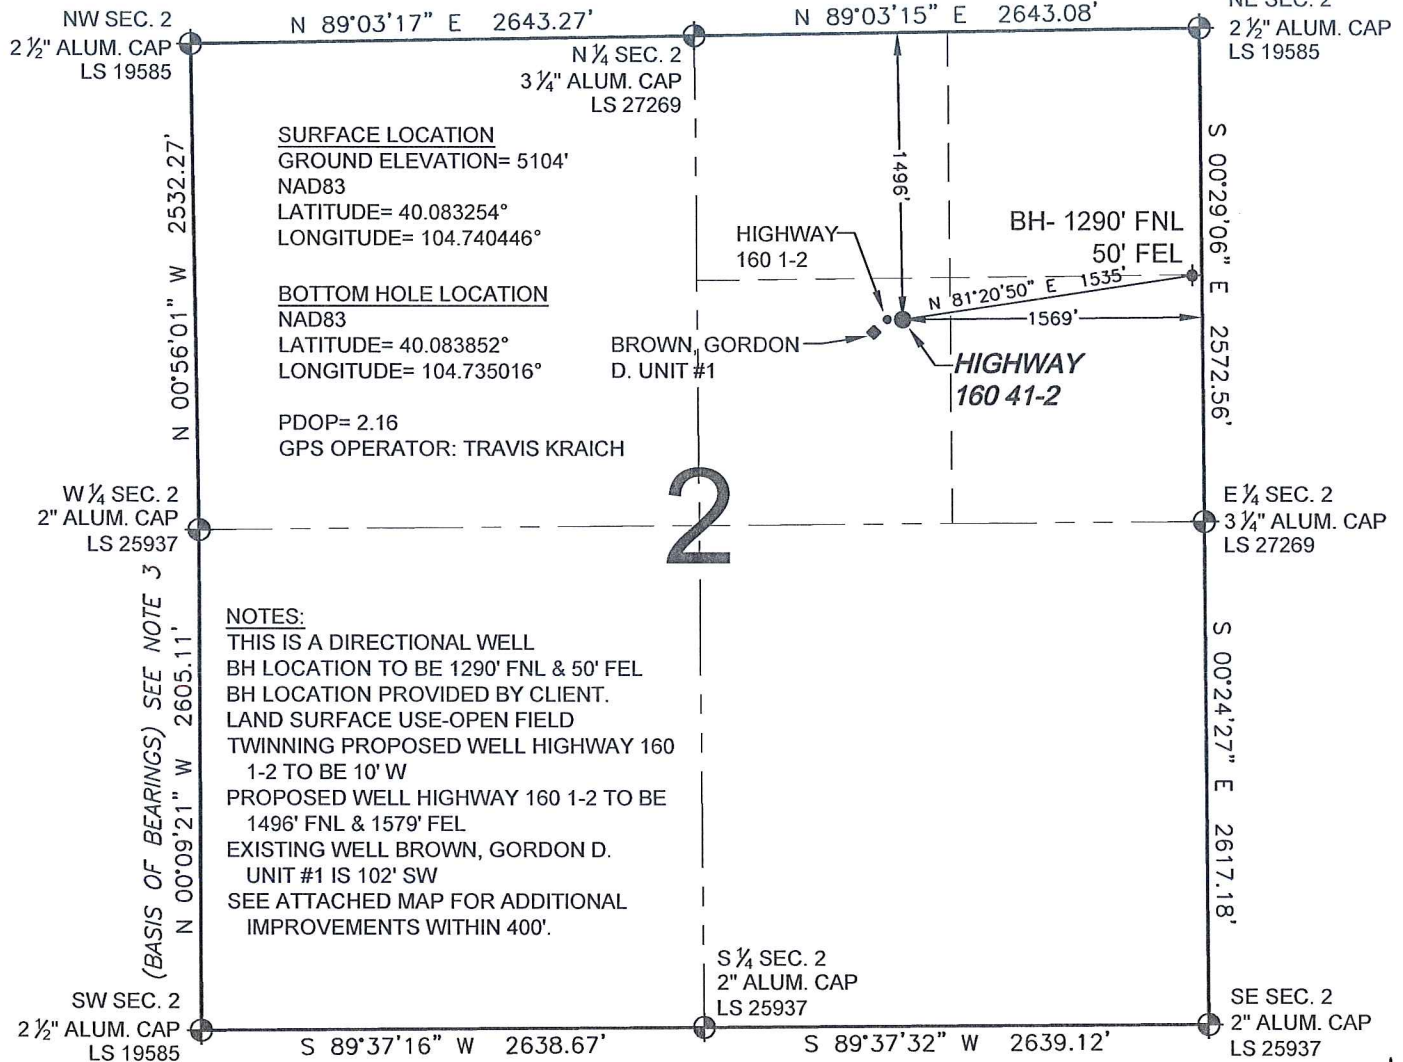 N 89°03'17" E 2643.27'
N 89°03'15" E 2643.08'
NW SEC. 2
2 ½" ALUM. CAP
LS 19585
N ¼ SEC. 2
3 ¼" ALUM. CAP
LS 27269
NE SEC. 2
2 ½" ALUM. CAP
LS 19585
SURFACE LOCATION
GROUND ELEVATION= 5104'
NAD83
LATITUDE= 40.083254°
LONGITUDE= 104.740446°
BOTTOM HOLE LOCATION
NAD83
LATITUDE= 40.083852°
LONGITUDE= 104.735016°
PDOP= 2.16
GPS OPERATOR: TRAVIS KRAICH
N 00°56'01" W 2532.27'
1496'
HIGHWAY
160 1-2
BH- 1290' FNL
50' FEL
N 81°20'50" E 1535'
1569'
BROWN, GORDON
D. UNIT #1
HIGHWAY
160 41-2
S 00°29'06" E 2572.56'
W ¼ SEC. 2
2" ALUM. CAP
LS 25937
2
E ¼ SEC. 2
3 ¼" ALUM. CAP
LS 27269
(BASIS OF BEARINGS) SEE NOTE 3
N 00°09'21" W 2605.11'
NOTES:
THIS IS A DIRECTIONAL WELL
BH LOCATION TO BE 1290' FNL & 50' FEL
BH LOCATION PROVIDED BY CLIENT.
LAND SURFACE USE-OPEN FIELD
TWINNING PROPOSED WELL HIGHWAY 160
1-2 TO BE 10' W
PROPOSED WELL HIGHWAY 160 1-2 TO BE
1496' FNL & 1579' FEL
EXISTING WELL BROWN, GORDON D.
UNIT #1 IS 102' SW
SEE ATTACHED MAP FOR ADDITIONAL
IMPROVEMENTS WITHIN 400'.
S 00°24'27" E 2617.18'
SW SEC. 2
2 ½" ALUM. CAP
LS 19585
S ¼ SEC. 2
2" ALUM. CAP
LS 25937
SE SEC. 2
2" ALUM. CAP
LS 25937
S 89°37'16" W 2638.67'
S 89°37'32" W 2639.12'